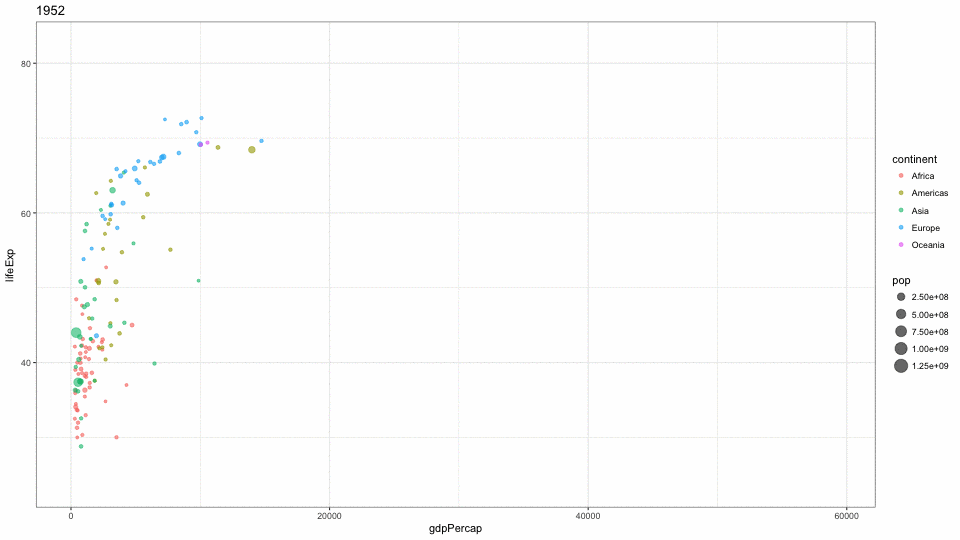 1952
80
60
40
lifeExp
0
20000
40000
60000
gdpPercap
continent
Africa
Americas
Asia
Europe
Oceania
pop
2.50e+08
5.00e+08
7.50e+08
1.00e+09
1.25e+09